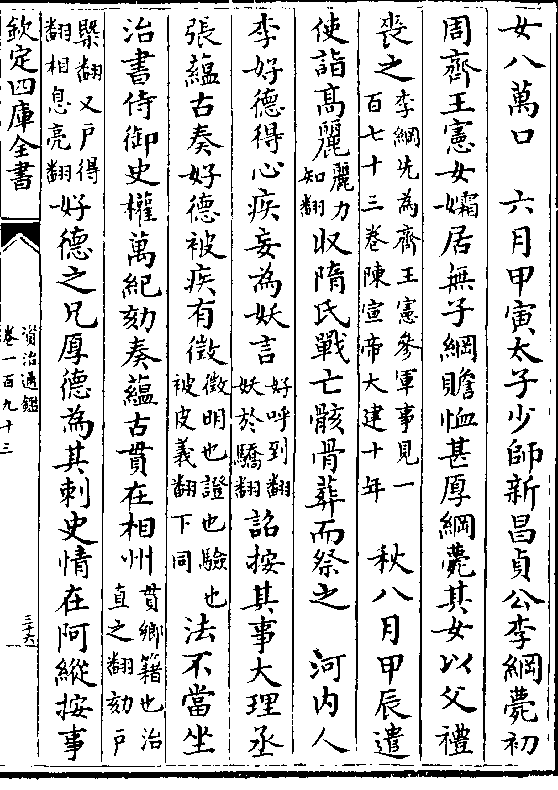 女八萬口　六月甲寅太子少師新昌貞公李綱薨初
周齊王憲女孀居無子綱贍恤甚厚綱薨其女以父禮
喪之李綱先為齊王憲參軍事見一百七十三卷陳宣帝大建十年　秋八月甲辰遣
使詣髙麗麗力知翻収隋氏戰亡骸骨葬而祭之　河内人
李好德得心疾妄為妖言好呼到翻妖於驕翻詔按其事大理丞
張蘊古奏好德被疾有徴徴明也證也驗也被皮義翻下同法不當坐
治書侍御史權萬紀劾奏蘊古貫在相州貫鄉籍也治直之翻劾戸
槩翻又戸得翻相息亮翻好德之兄厚德為其刺史情在阿縱按事
欽定四庫全書
資治通鑑
卷一百九十三
三十六